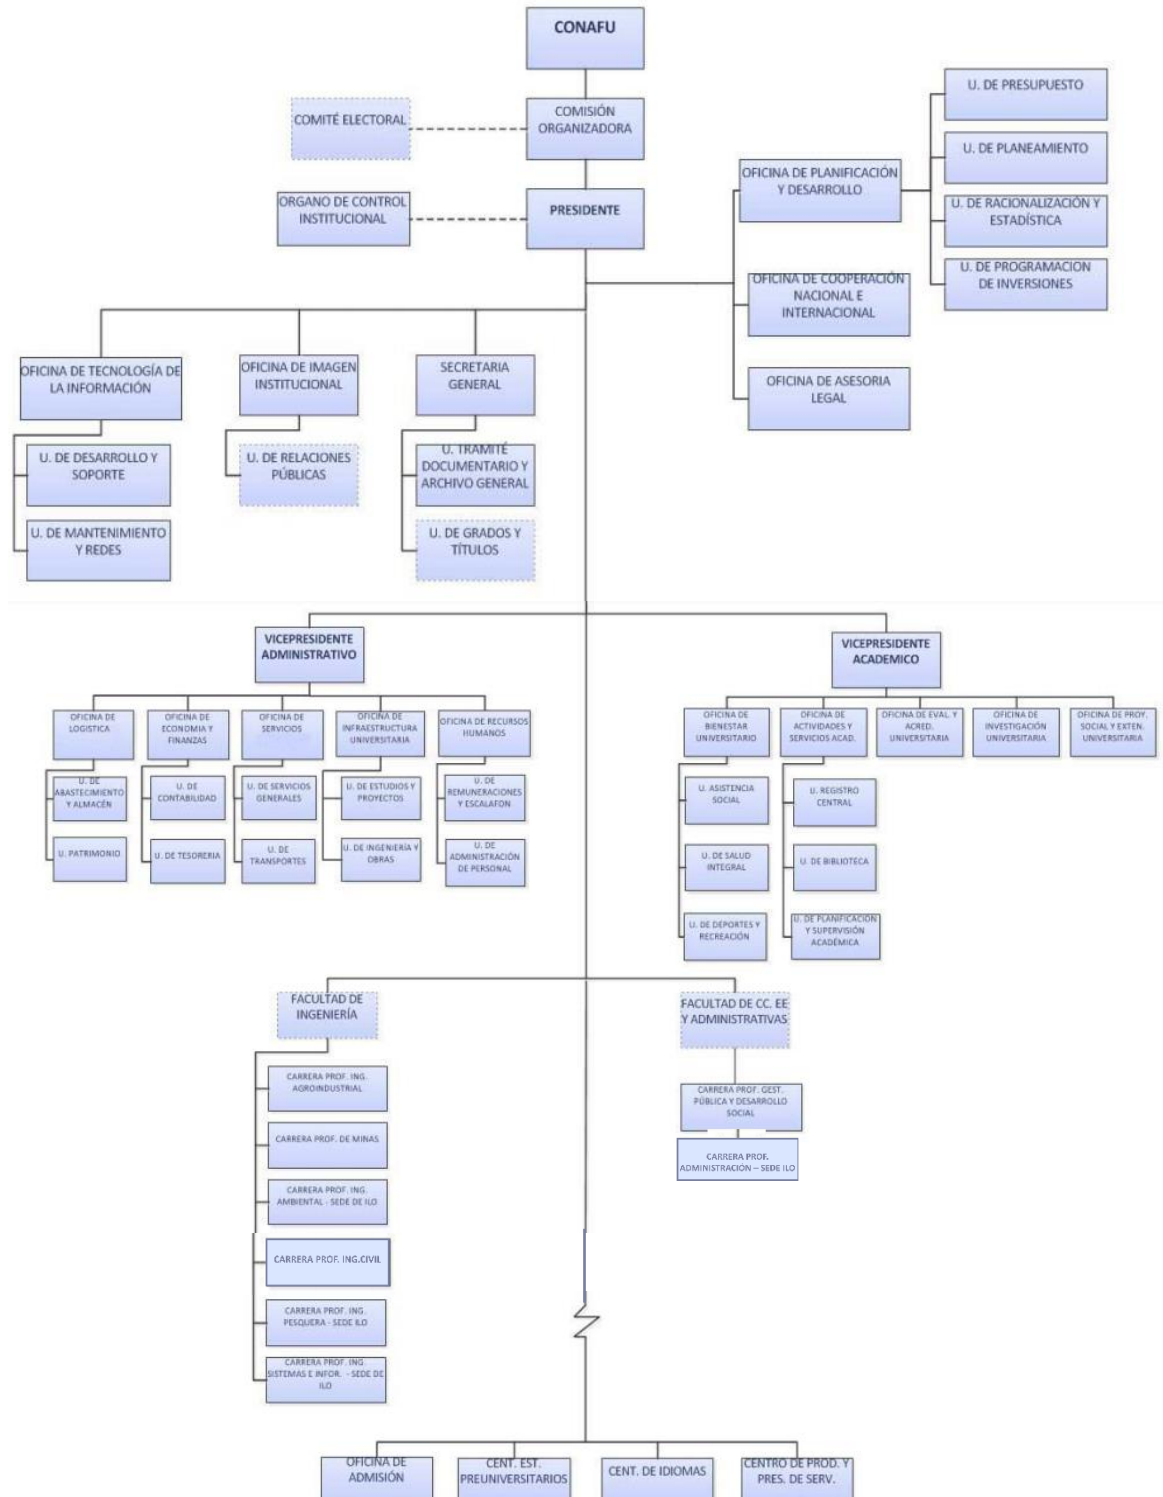 CONAFU
COMITÉ ELECTORAL
COMISIÓN
ORGANIZADORA
ORGANO DE CONTROL
INSTITUCIONAL
PRESIDENTE
OFICINA DE PLANIFICACIÓN
Y DESARROLLO
U. DE PRESUPUESTO
U. DE PLANEAMIENTO
U. DE RACIONALIZACIÓN Y
ESTADÍSTICA
U. DE PROGRAMACION
DE INVERSIONES
OFICINA DE COOPERACIÓN
NACIONAL E
INTERNACIONAL
OFICINA DE ASESORIA
LEGAL
OFICINA DE TECNOLOGÍA DE
LA INFORMACIÓN
U. DE DESARROLLO Y
SOPORTE
U. DE MANTENIMIENTO
Y REDES
OFICINA DE IMAGEN
INSTITUCIONAL
U. DE RELACIONES
PÚBLICAS
SECRETARIA
GENERAL
U. TRAMITÉ
DOCUMENTARIO Y
ARCHIVO GENERAL
U. DE GRADOS Y
TÍTULOS
VICEPRESIDENTE
ADMINISTRATIVO
OFICINA DE
LOGISTICA
U. DE
ABASTECIMIENTO
Y ALMACÉN
U. PATRIMONIO
OFICINA DE
ECONOMIA Y
FINANZAS
U. DE
CONTABILIDAD
U. DE TESORERIA
OFICINA DE
SERVICIOS
U. DE SERVICIOS
GENERALES
U. DE
TRANSPORTES
OFICINA DE
INFRAESTRUCTURA
UNIVERSITARIA
U. DE ESTUDIOS Y
PROYECTOS
U. DE INGENIERÍA Y
OBRAS
OFICINA DE RECURSOS
HUMANOS
U. DE
REMUNERACIONES
Y ESCALAFON
U. DE
ADMINISTRACIÓN
DE PERSONAL
VICEPRESIDENTE
ACADEMICO
OFICINA DE
BIENESTAR
UNIVERSITARIO
U. ASISTENCIA
SOCIAL
U. DE SALUD
INTEGRAL
U. DE DEPORTES Y
RECREACIÓN
OFICINA DE
ACTIVIDADES Y
SERVICIOS ACAD.
U. REGISTRO
CENTRAL
U. DE BIBLIOTECA
U. DE PLANIFICACIÓN
Y SUPERVISIÓN
ACADÉMICA
OFICINA DE EVAL. Y
ACRED.
UNIVERSITARIA
OFICINA DE
INVESTIGACIÓN
UNIVERSITARIA
OFICINA DE PROY.
SOCIAL Y EXTEN.
UNIVERSITARIA
FACULTAD DE
INGENIERÍA
CARRERA PROF. ING.
AGROINDUSTRIAL
CARRERA PROF. DE MINAS
CARRERA PROF. ING.
AMBIENTAL - SEDE DE ILO
CARRERA PROF. ING.CIVIL
CARRERA PROF. ING.
PESQUERA - SEDE ILO
CARRERA PROF. ING.
SISTEMAS E INFOR. - SEDE DE
ILO
FACULTAD DE CC. EE
Y ADMINISTRATIVAS
CARRERA PROF. GEST.
PÚBLICA Y DESARROLLO
SOCIAL
CARRERA PROF.
ADMINISTRACIÓN – SEDE ILO
OFICINA DE
ADMISIÓN
CENT. EST.
PREUNIVERSITARIOS
CENT. DE IDIOMAS
CENTRO DE PROD. Y
PRES. DE SERV.